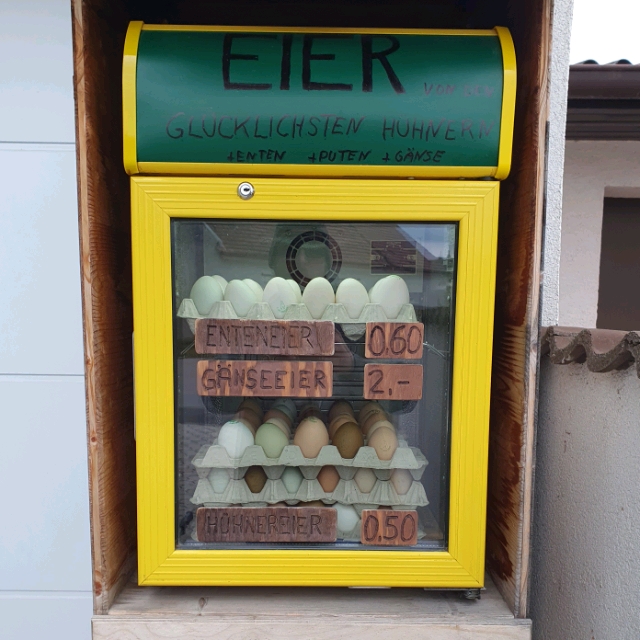 EIER
VON DEN
GLÜCKLICHSTEN HÜHNERN
+ENTEN +PUTEN +GÄNSE
ENTENEIER 0,60
GÄNSEEIER 2,-
HÜHNEREIER 0,50